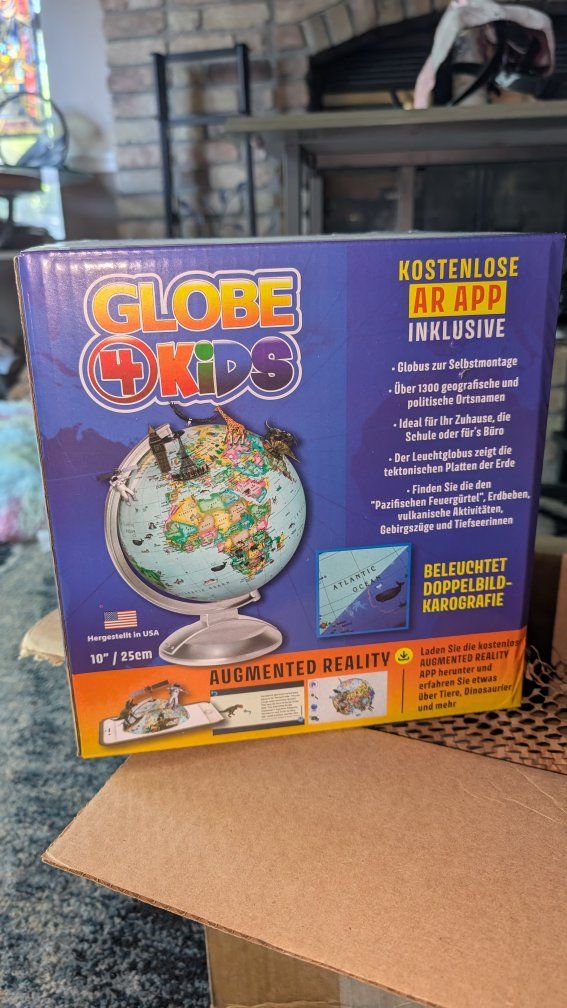 GLOBE
4 KiDS
KOSTENLOSE
AR APP
INKLUSIVE
• Globus zur Selbstmontage
• Über 1300 geografische und
politische Ortsnamen
• Ideal für Ihr Zuhause, die
Schule oder für's Büro
• Der Leuchtglobus zeigt die
tektonischen Platten der Erde
• Finden Sie die den
"Pazifischen Feuergürtel", Erdbeben,
vulkanische Aktivitäten,
Gebirgszüge und Tiefseerinnen
ATLANTIC
OCEAN
BELEUCHTET
DOPPELBILD-
KAROGRAFIE
Hergestellt in USA
10" / 25cm
AUGMENTED REALITY
Laden Sie die kostenlose
AUGMENTED REALITY
APP herunter und
erfahren Sie etwas
über Tiere, Dinosaurier
und mehr